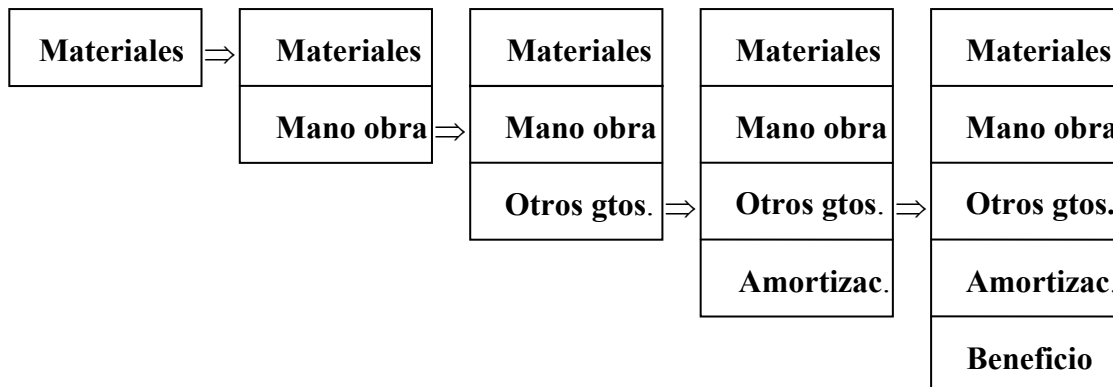 Materiales ⇒ Materiales Materiales Materiales Materiales
Mano obra ⇒ Mano obra Mano obra Mano obra
Otros gtos. ⇒ Otros gtos. ⇒ Otros gtos.
Amortizac. Amortizac.
Beneficio